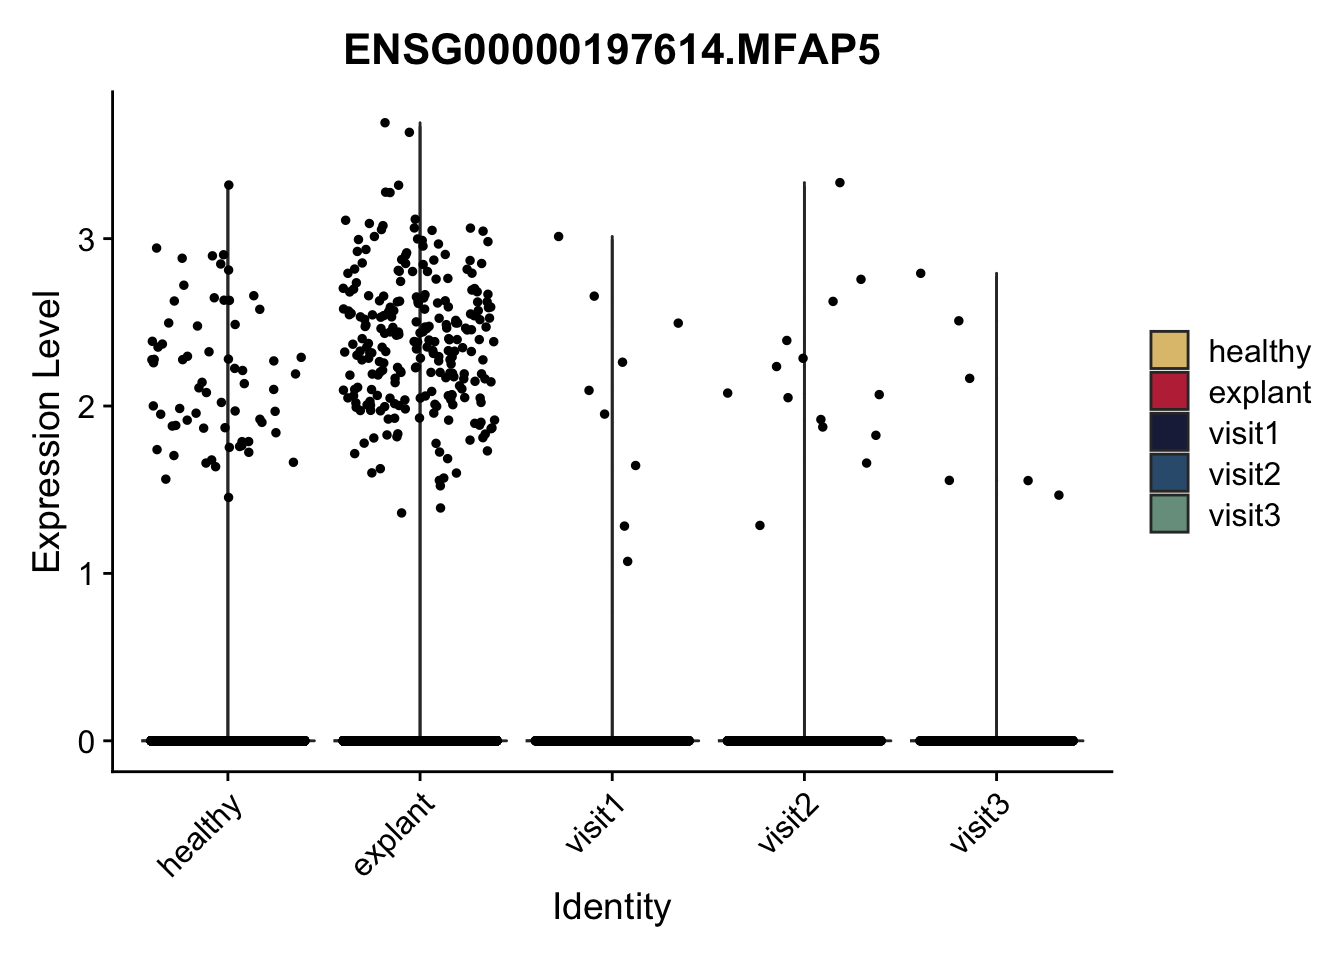 ENSG00000197614.MFAP5
Expression Level
3
2
1
0
healthy
explant
visit1
visit2
visit3
Identity
healthy
explant
visit1
visit2
visit3